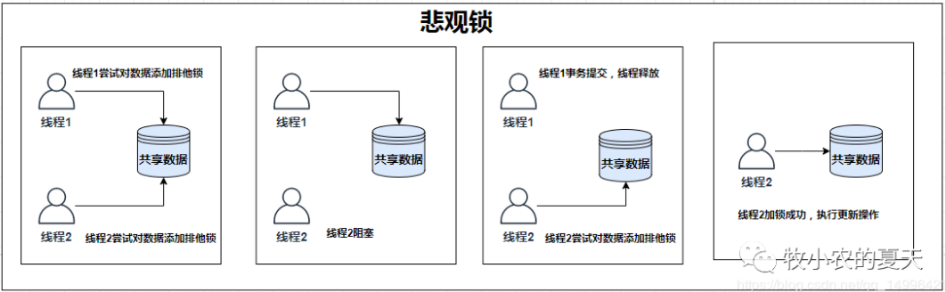 悲观锁
线程1尝试对数据添加排他锁
线程1
共享数据
线程2
线程2尝试对数据添加排他锁
线程1
共享数据
线程2
线程2阻塞
线程1事务提交，线程释放
线程1
共享数据
线程2
线程2尝试对数据添加排他锁
共享数据
线程2
线程2加锁成功，执行更新操作
牧小农的夏天